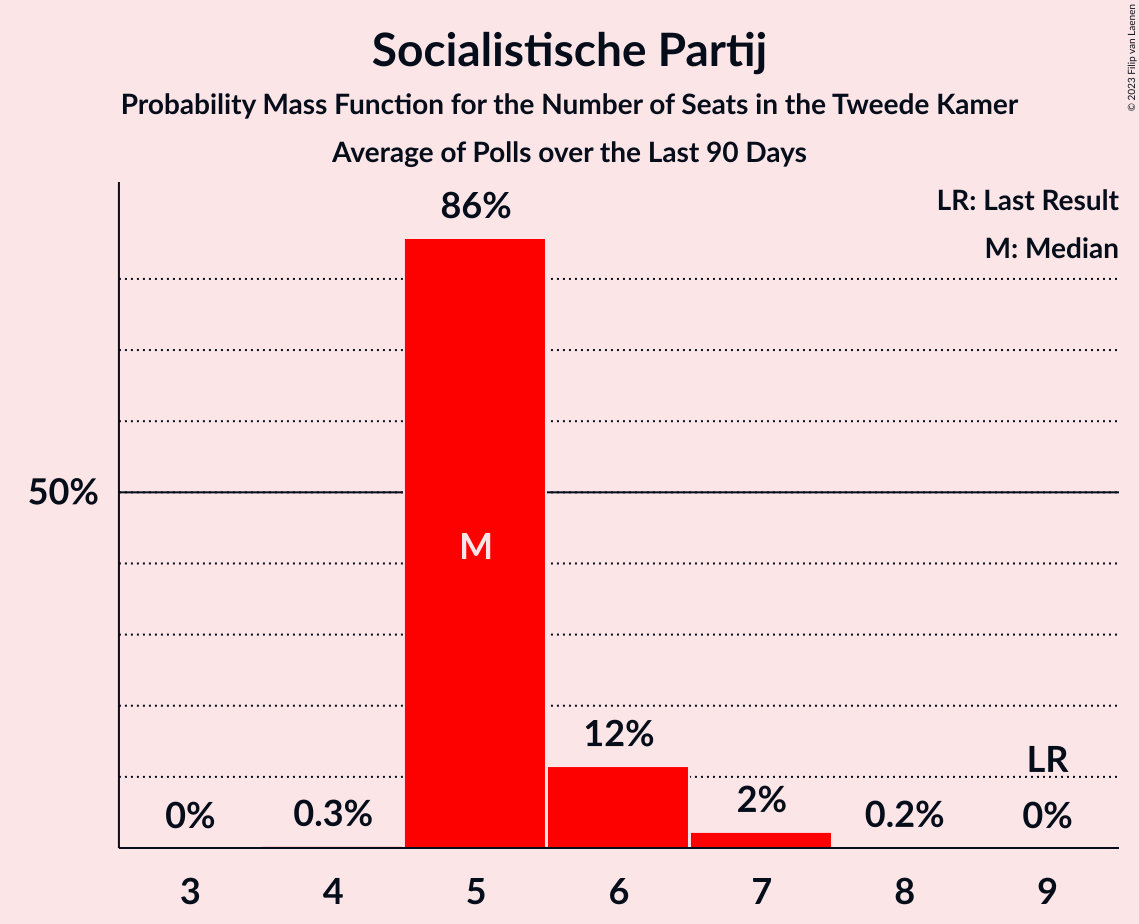 Socialistische Partij
Probability Mass Function for the Number of Seats in the Tweede Kamer
Average of Polls over the Last 90 Days
© 2023 Filip van Laenen
LR: Last Result
M: Median
86%
50%
M
12%
LR
0%
0.3%
2%
0.2%
0%
3 4 5 6 7 8 9